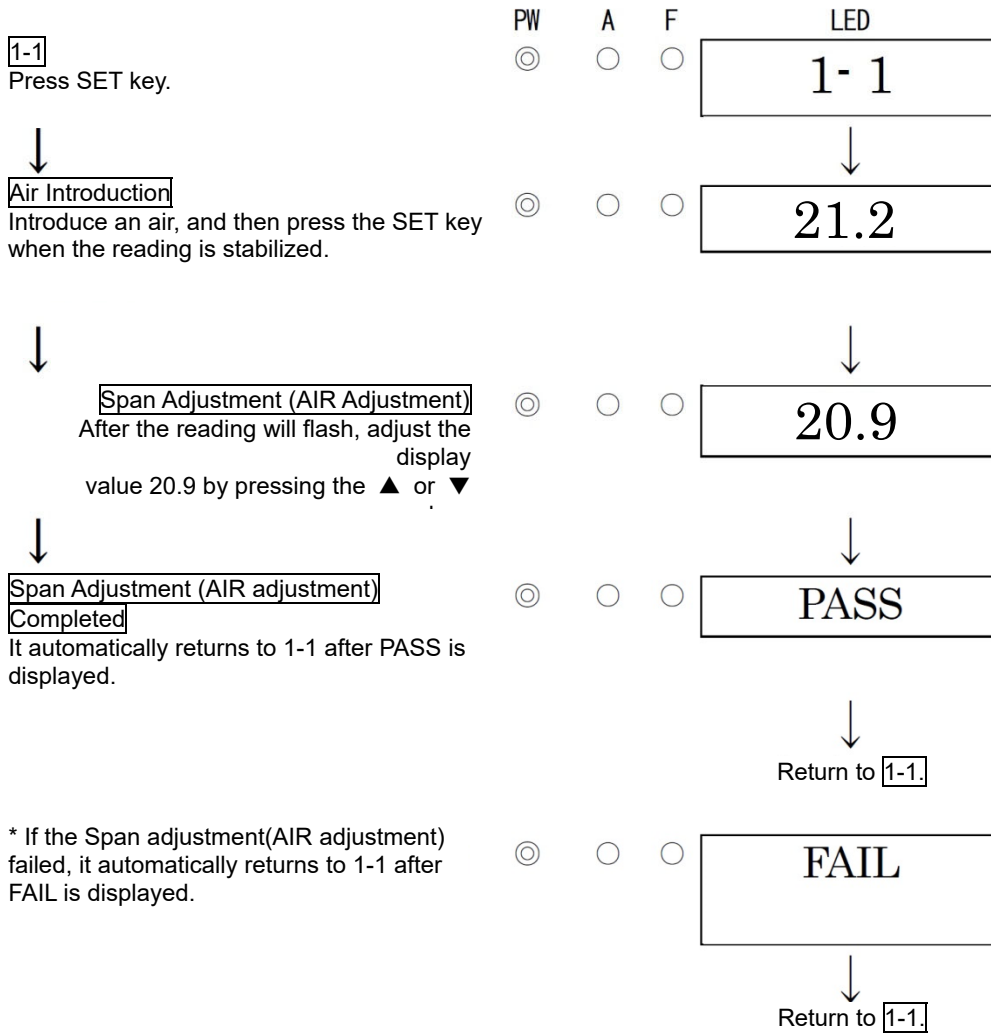 PW A F LED
1-1
Press SET key.
1- 1
Air Introduction
Introduce an air, and then press the SET key
when the reading is stabilized.
21.2
Span Adjustment (AIR Adjustment)
After the reading will flash, adjust the
display
value 20.9 by pressing the ▲ or ▼
20.9
Span Adjustment (AIR adjustment)
Completed
It automatically returns to 1-1 after PASS is
displayed.
PASS
Return to 1-1.
* If the Span adjustment(AIR adjustment)
failed, it automatically returns to 1-1 after
FAIL is displayed.
FAIL
Return to 1-1.